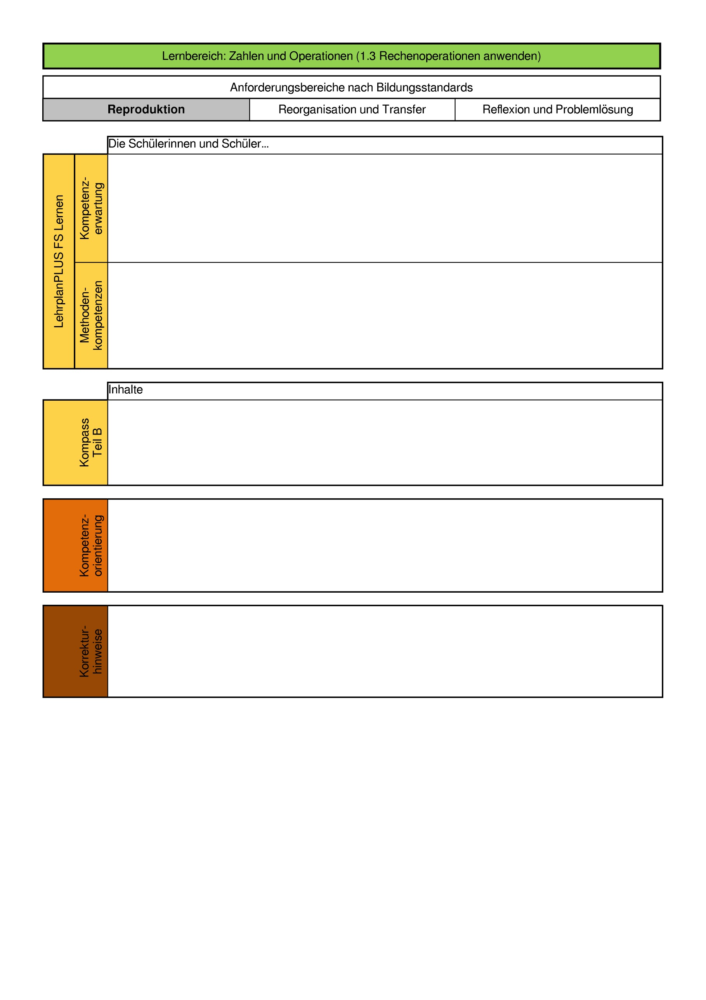 Lernbereich: Zahlen und Operationen (1.3 Rechenoperationen anwenden)
Anforderungsbereiche nach Bildungsstandards
Reproduktion
Reorganisation und Transfer
Reflexion und Problemlösung
Die Schülerinnen und Schüler...
LehrplanPLUS FS Lernen
Kompetenz-
erwartung
Methoden-
kompetenzen
Inhalte
Kompass
Teil B
Kompetenz-
orientierung
Korrektur-
hinweise